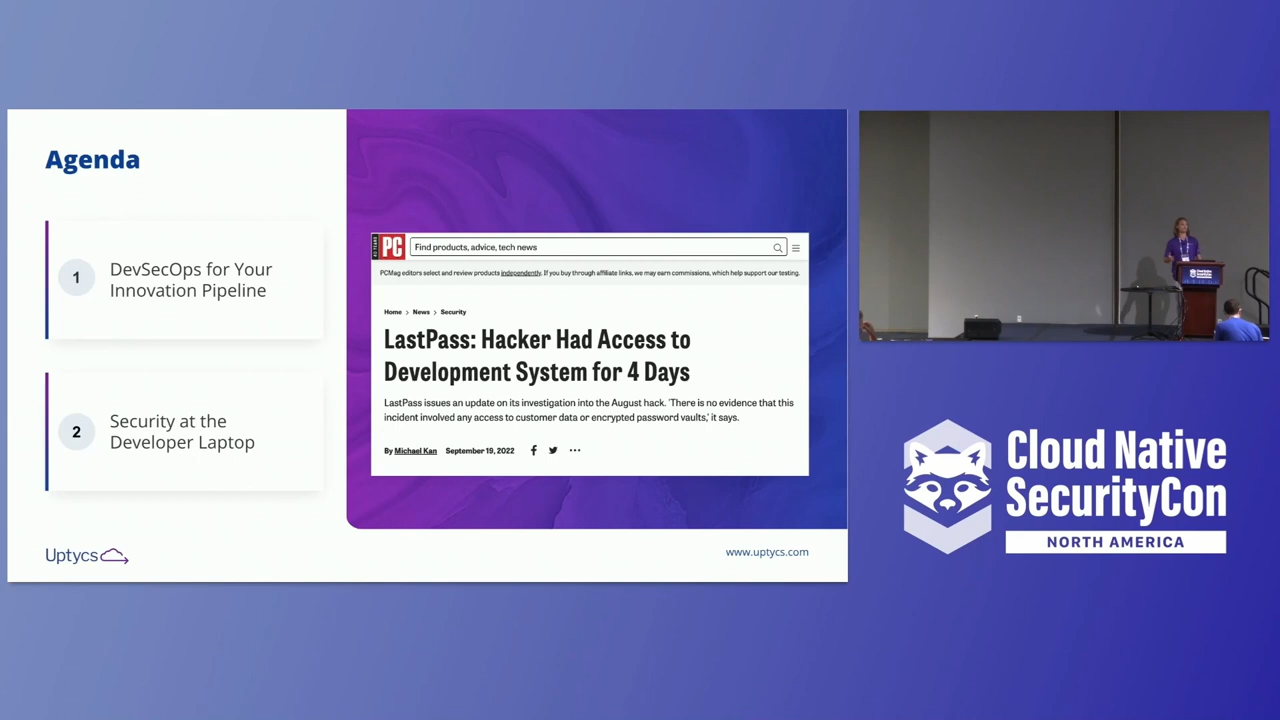 Agenda
1
DevSecOps for Your
Innovation Pipeline
2
Security at the
Developer Laptop
Uptycs
40 YEARS
PC
Find products, advice, tech news
PCMag editors select and review products independently. If you buy through affiliate links, we may earn commissions, which help support our testing.
Home > News > Security
LastPass: Hacker Had Access to
Development System for 4 Days
LastPass issues an update on its investigation into the August hack. 'There is no evidence that this
incident involved any access to customer data or encrypted password vaults,' it says.
By Michael Kan September 19, 2022
www.uptycs.com
Cloud Native
SecurityCon
Cloud Native
SecurityCon
NORTH AMERICA